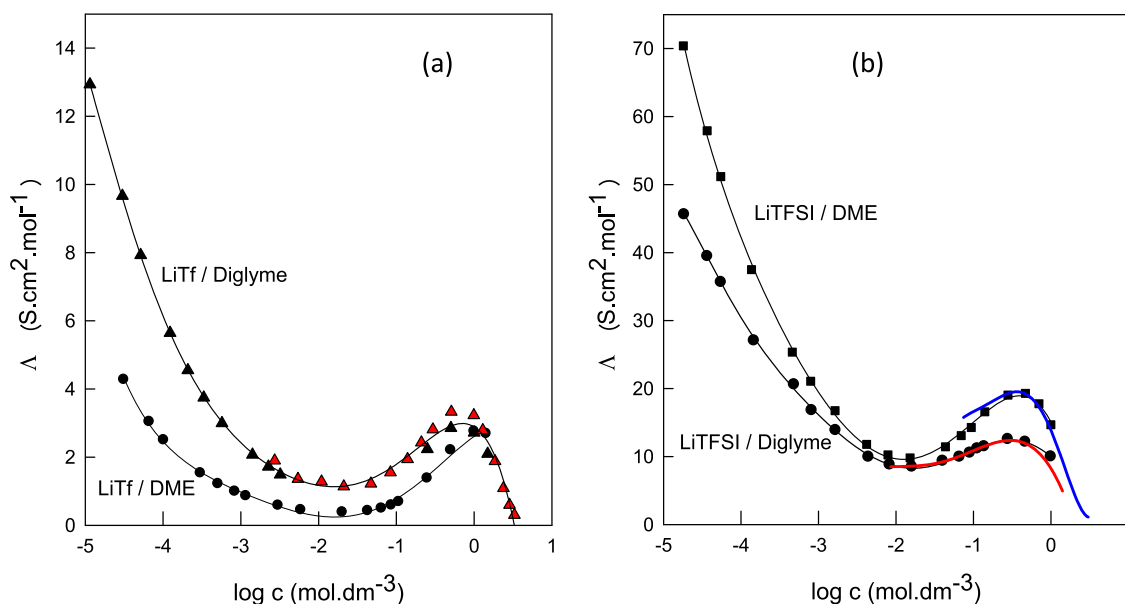 (a)
14
12
10
8
6
4
2
0
Λ (S.cm².mol⁻¹)
LiTf / Diglyme
LiTf / DME
-5 -4 -3 -2 -1 0 1
log c (mol.dm⁻³)
(b)
70
60
50
40
30
20
10
0
Λ (S.cm².mol⁻¹)
LiTFSI / DME
LiTFSI / Diglyme
-5 -4 -3 -2 -1 0
log c (mol.dm⁻³)